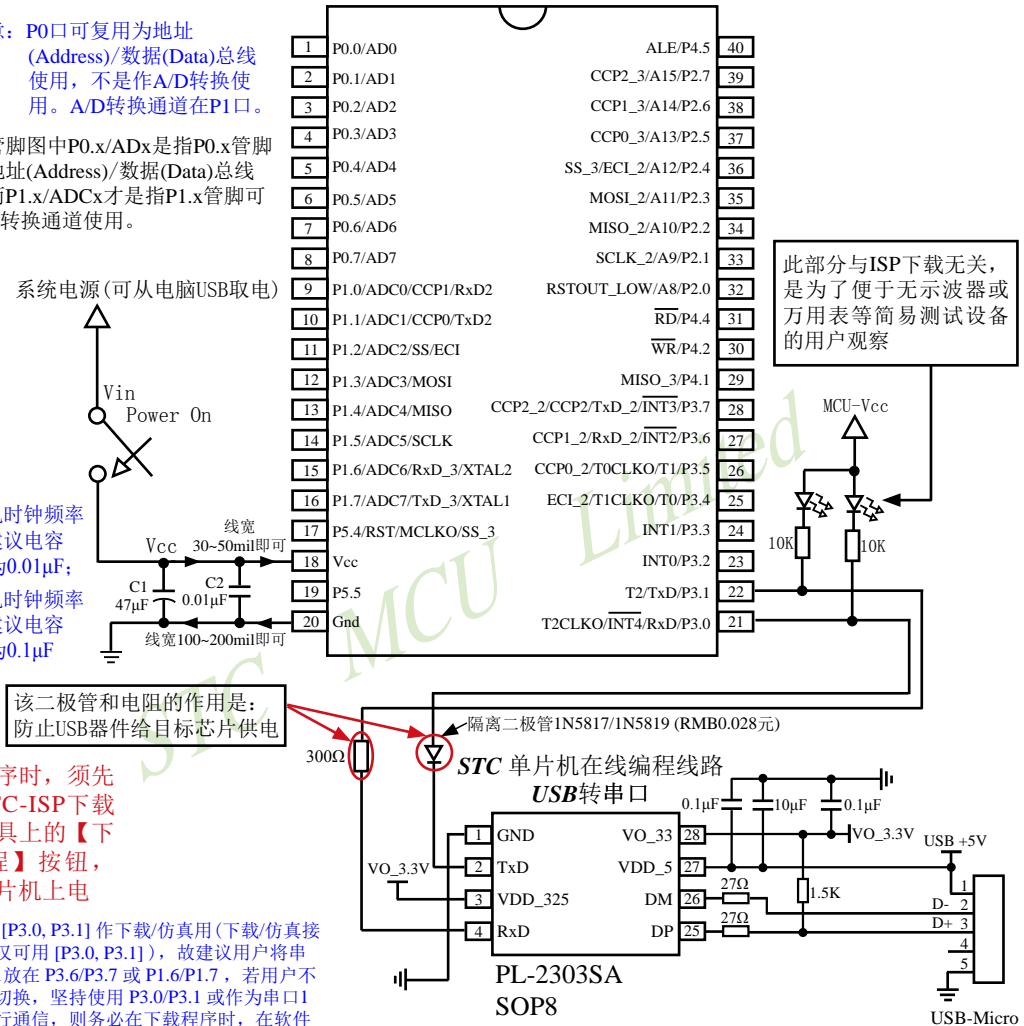 意：P0口可复用为地址
(Address)/数据(Data)总线
使用，不是作A/D转换使
用。A/D转换通道在P1口。
管脚图中P0.x/ADx是指P0.x管脚
地址(Address)/数据(Data)总线
而P1.x/ADCx才是指P1.x管脚可
转换通道使用。
系统电源(可从电脑USB取电)
Vin
Power On
时钟频率
建议电容
为0.01μF；
时钟频率
建议电容
为0.1μF
Vcc
线宽
30~50mil即可
C1
47μF
C2
0.01μF
线宽100~200mil即可
1 P0.0/AD0
2 P0.1/AD1
3 P0.2/AD2
4 P0.3/AD3
5 P0.4/AD4
6 P0.5/AD5
7 P0.6/AD6
8 P0.7/AD7
9 P1.0/ADC0/CCP1/RxD2
10 P1.1/ADC1/CCP0/TxD2
11 P1.2/ADC2/SS/ECI
12 P1.3/ADC3/MOSI
13 P1.4/ADC4/MISO
14 P1.5/ADC5/SCLK
15 P1.6/ADC6/RxD_3/XTAL2
16 P1.7/ADC7/TxD_3/XTAL1
17 P5.4/RST/MCLKO/SS_3
18 Vcc
19 P5.5
20 Gnd
ALE/P4.5 40
CCP2_3/A15/P2.7 39
CCP1_3/A14/P2.6 38
CCP0_3/A13/P2.5 37
SS_3/ECI_2/A12/P2.4 36
MOSI_2/A11/P2.3 35
MISO_2/A10/P2.2 34
SCLK_2/A9/P2.1 33
RSTOUT_LOW/A8/P2.0 32
RD/P4.4 31
WR/P4.2 30
MISO_3/P4.1 29
CCP2_2/CCP2/TxD_2/INT3/P3.7 28
CCP1_2/RxD_2/INT2/P3.6 27
CCP0_2/T0CLKO/T1/P3.5 26
ECI_2/T1CLKO/T0/P3.4 25
INT1/P3.3 24
INT0/P3.2 23
T2/TxD/P3.1 22
T2CLKO/INT4/RxD/P3.0 21
STC MCU Limited
此部分与ISP下载无关，
是为了便于无示波器或
万用表等简易测试设备
的用户观察
MCU-Vcc
10K
10K
该二极管和电阻的作用是：
防止USB器件给目标芯片供电
300Ω
隔离二极管1N5817/1N5819 (RMB0.028元)
STC 单片机在线编程线路
USB转串口
序时，须先
TC-ISP下载
具上的【下
程】按钮，
片机上电
VO_3.3V
1 GND
2 TxD
3 VDD_325
4 RxD
VO_33 28
VDD_5 27
DM 26
DP 25
PL-2303SA
SOP8
0.1μF
10μF
0.1μF
VO_3.3V
USB +5V
27Ω
27Ω
1.5K
D-
D+
1
2
3
4
5
USB-Micro
[P3.0, P3.1] 作下载/仿真用(下载/仿真接
仅可用 [P3.0, P3.1] )，故建议用户将串
放在 P3.6/P3.7 或 P1.6/P1.7 ，若用户不
切换，坚持使用 P3.0/P3.1 或作为串口1
行通信，则务必在下载程序时，在软件